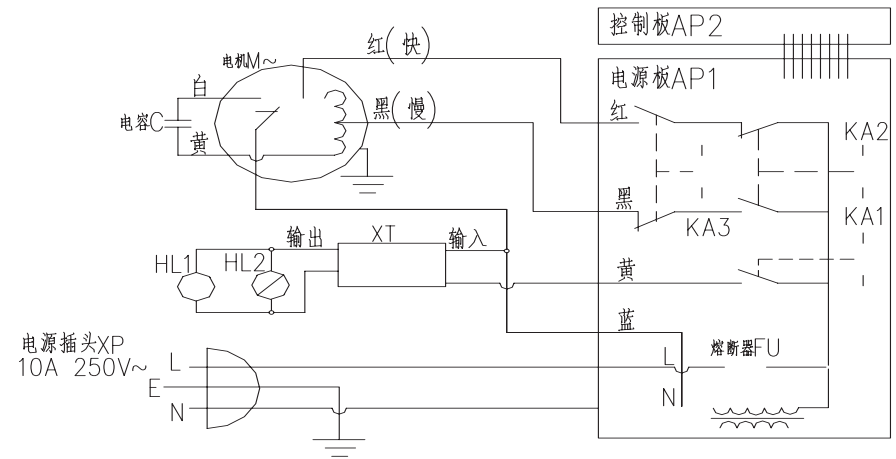 控制板AP2
红(快)
电机M~
电源板AP1
白
红
黑(慢)
电容C
KA2
黄
黑
KA1
输出
XT
输入
KA3
HL1
HL2
黄
蓝
电源插头XP
10A 250V~
L
L
熔断器FU
E
N
N